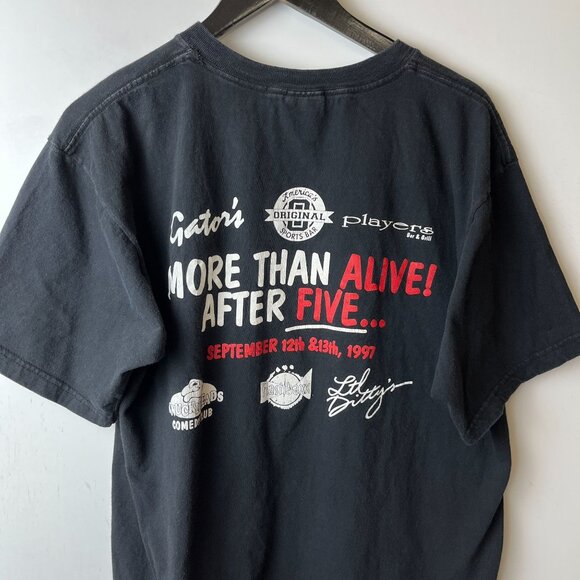 Gator's
America's
ORIGINAL
SPORTS BAR
players
Bar & Grill
MORE THAN ALIVE!
AFTER FIVE...
SEPTEMBER 12th & 13th, 1997
COMEDY CLUB
Lil
Ditty's